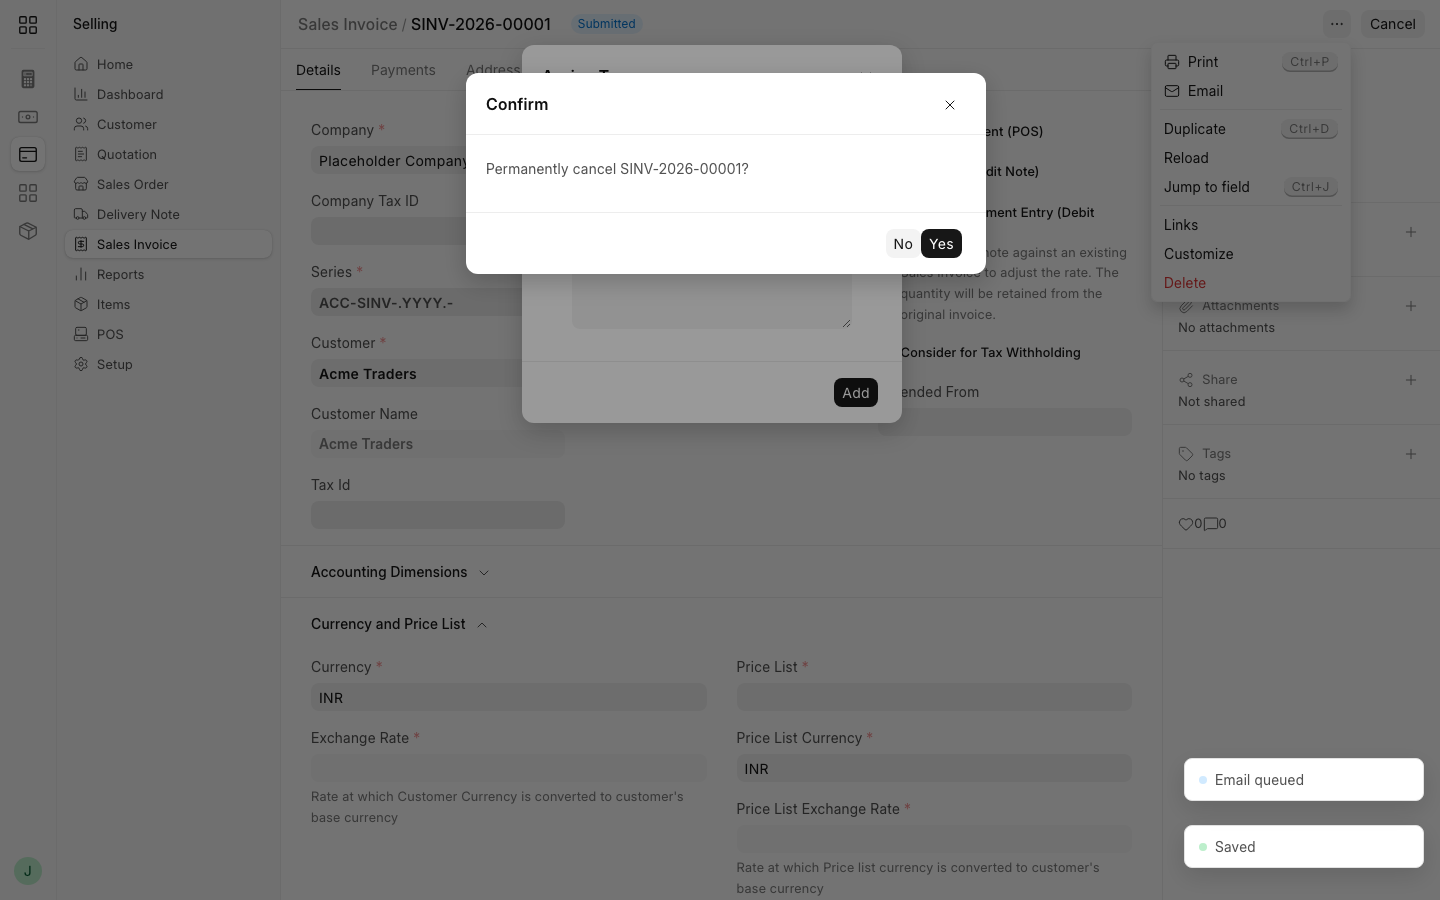 Selling
Home
Dashboard
Customer
Quotation
Sales Order
Delivery Note
Sales Invoice
Reports
Items
POS
Setup
J
Sales Invoice / SINV-2026-00001
Submitted
Cancel
Details
Payments
Address
Company *
Placeholder Company
Company Tax ID
Series *
ACC-SINV-.YYYY.-
Customer *
Acme Traders
Customer Name
Acme Traders
Tax Id
Confirm
Permanently cancel SINV-2026-00001?
No
Yes
Add
ent (POS)
dit Note)
ment Entry (Debit
note against an existing
Sales Invoice to adjust the rate. The
quantity will be retained from the
original invoice.
Consider for Tax Withholding
ended From
Accounting Dimensions
Currency and Price List
Currency *
INR
Exchange Rate *
Rate at which Customer Currency is converted to customer's
base currency
Price List *
Price List Currency *
INR
Price List Exchange Rate *
Rate at which Price list currency is converted to customer's
base currency
Print Ctrl+P
Email
Duplicate Ctrl+D
Reload
Jump to field Ctrl+J
Links
Customize
Delete
Attachments
No attachments
Share
Not shared
Tags
No tags
0 0
Email queued
Saved